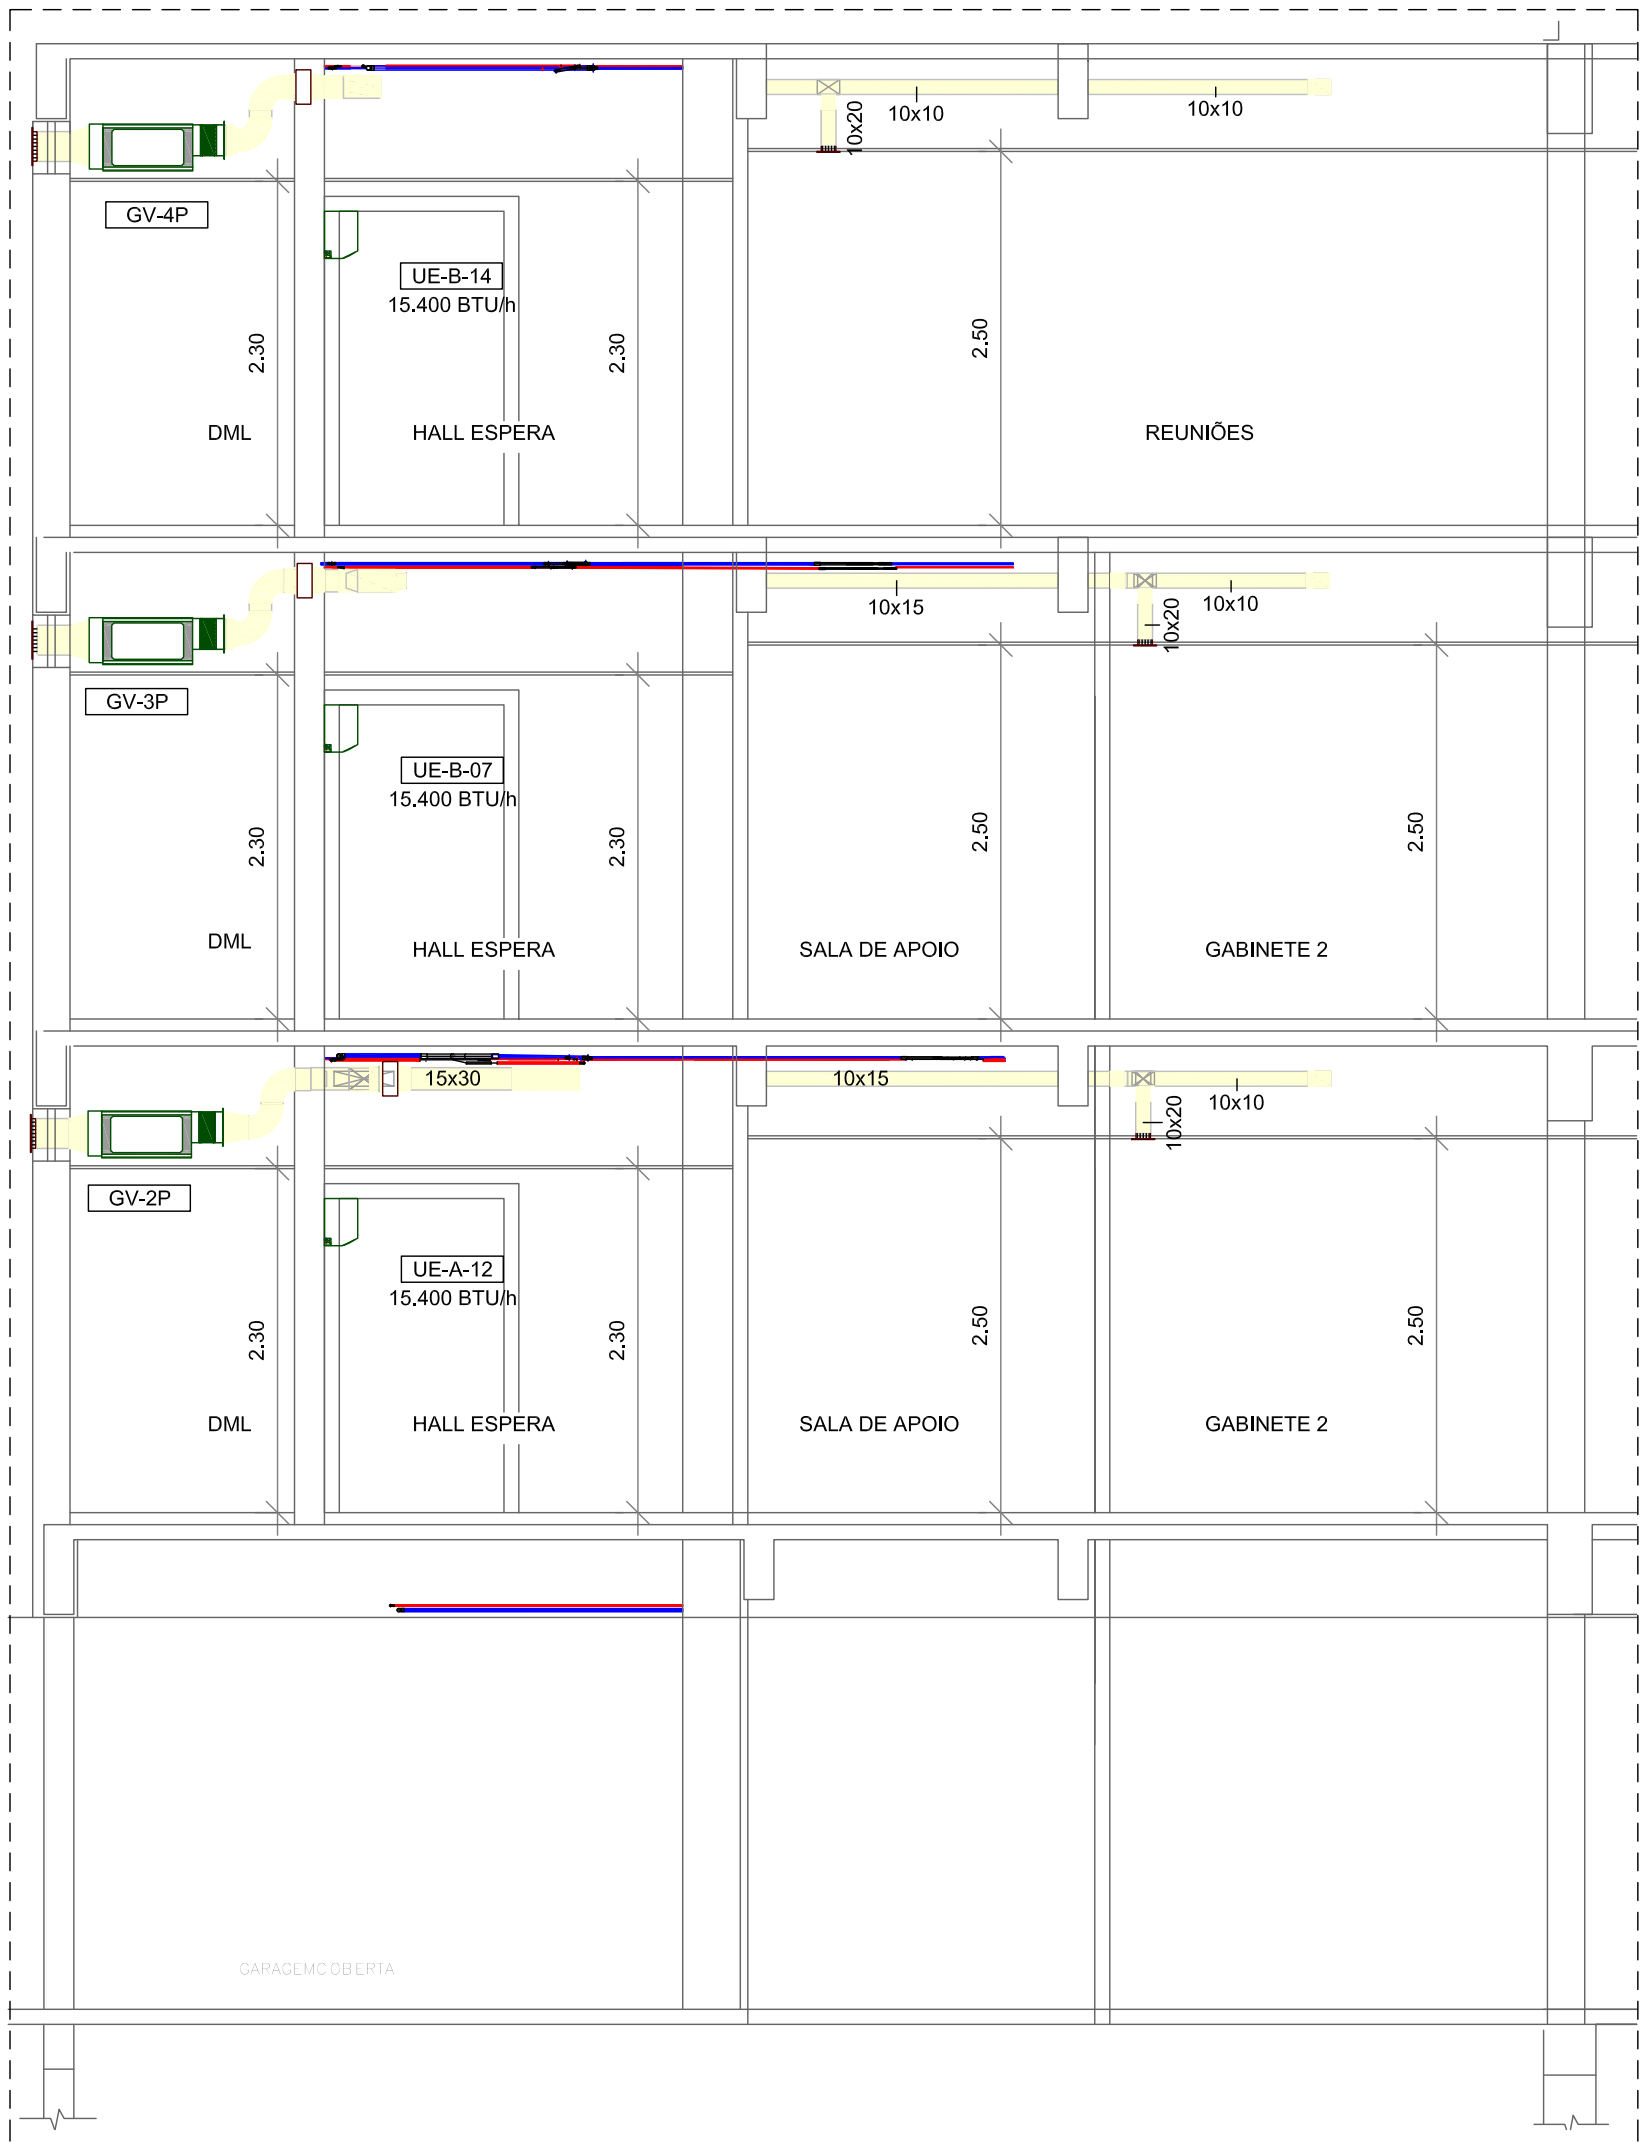 10x10
10x10
10x20
GV-4P
UE-B-14
15.400 BTU/h
2.30
2.30
2.50
DML
HALL ESPERA
REUNIÕES
10x15
10x10
10x20
GV-3P
UE-B-07
15.400 BTU/h
2.30
2.30
2.50
2.50
DML
HALL ESPERA
SALA DE APOIO
GABINETE 2
15x30
10x15
10x10
10x20
GV-2P
UE-A-12
15.400 BTU/h
2.30
2.30
2.50
2.50
DML
HALL ESPERA
SALA DE APOIO
GABINETE 2
GARAGEMCOBERTA